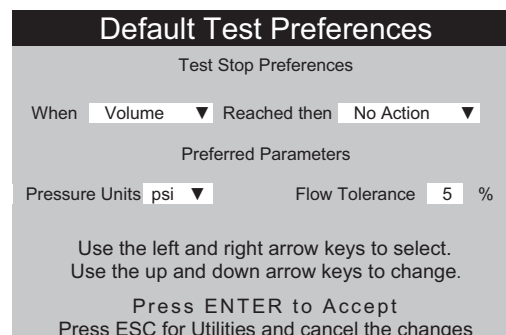 Default Test Preferences
Test Stop Preferences
When Volume ▼ Reached then No Action ▼
Preferred Parameters
Pressure Units psi ▼ Flow Tolerance 5 %
Use the left and right arrow keys to select.
Use the up and down arrow keys to change.
Press ENTER to Accept
Press ESC for Utilities and cancel the changes